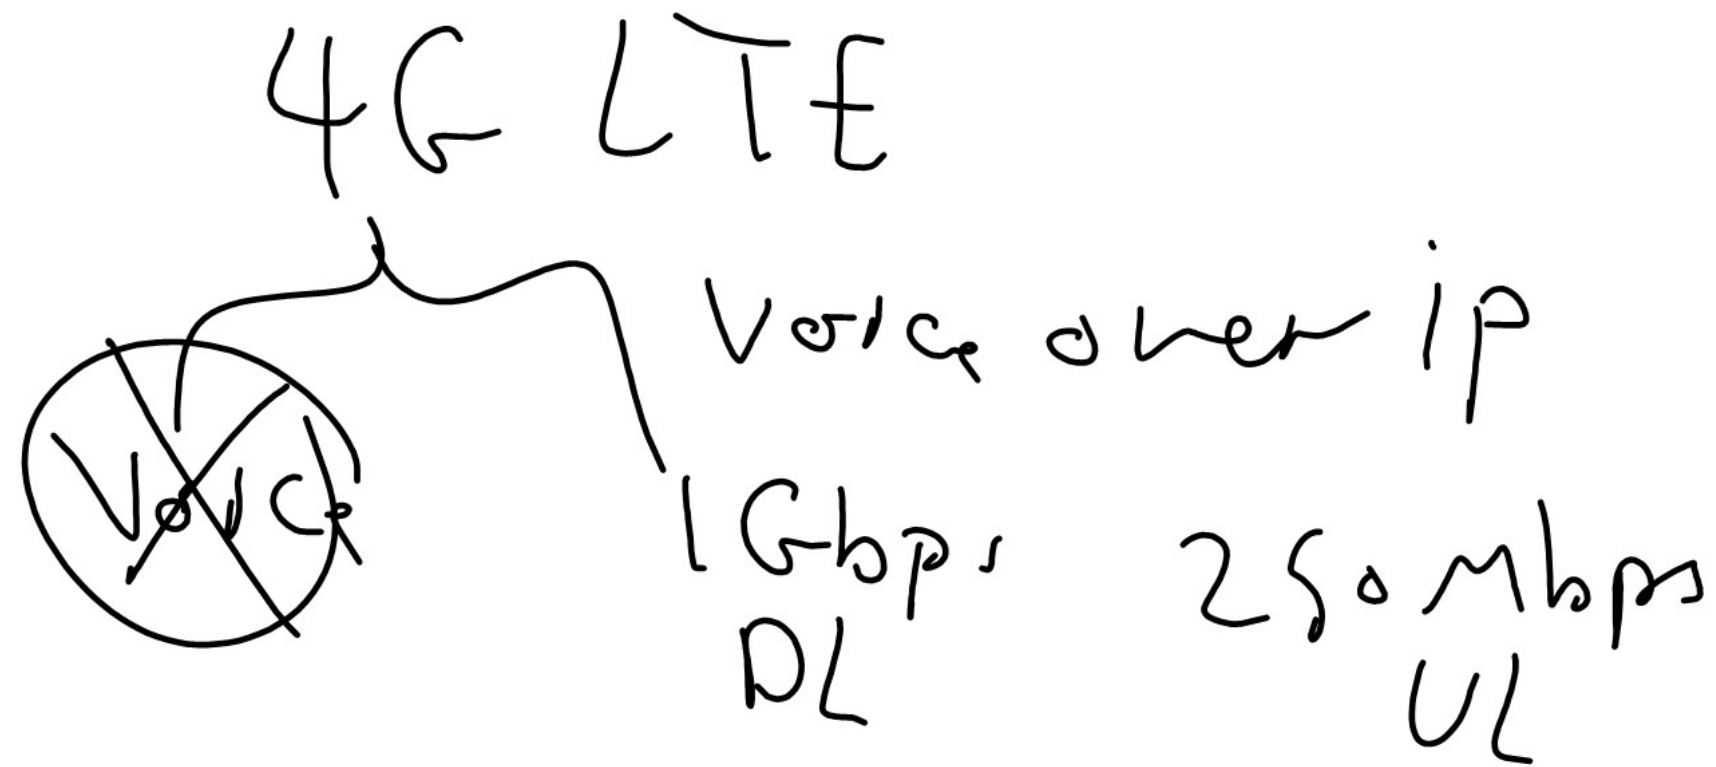 4G LTE
Voice over ip
Voice
1Gbps 250Mbps
DL UL